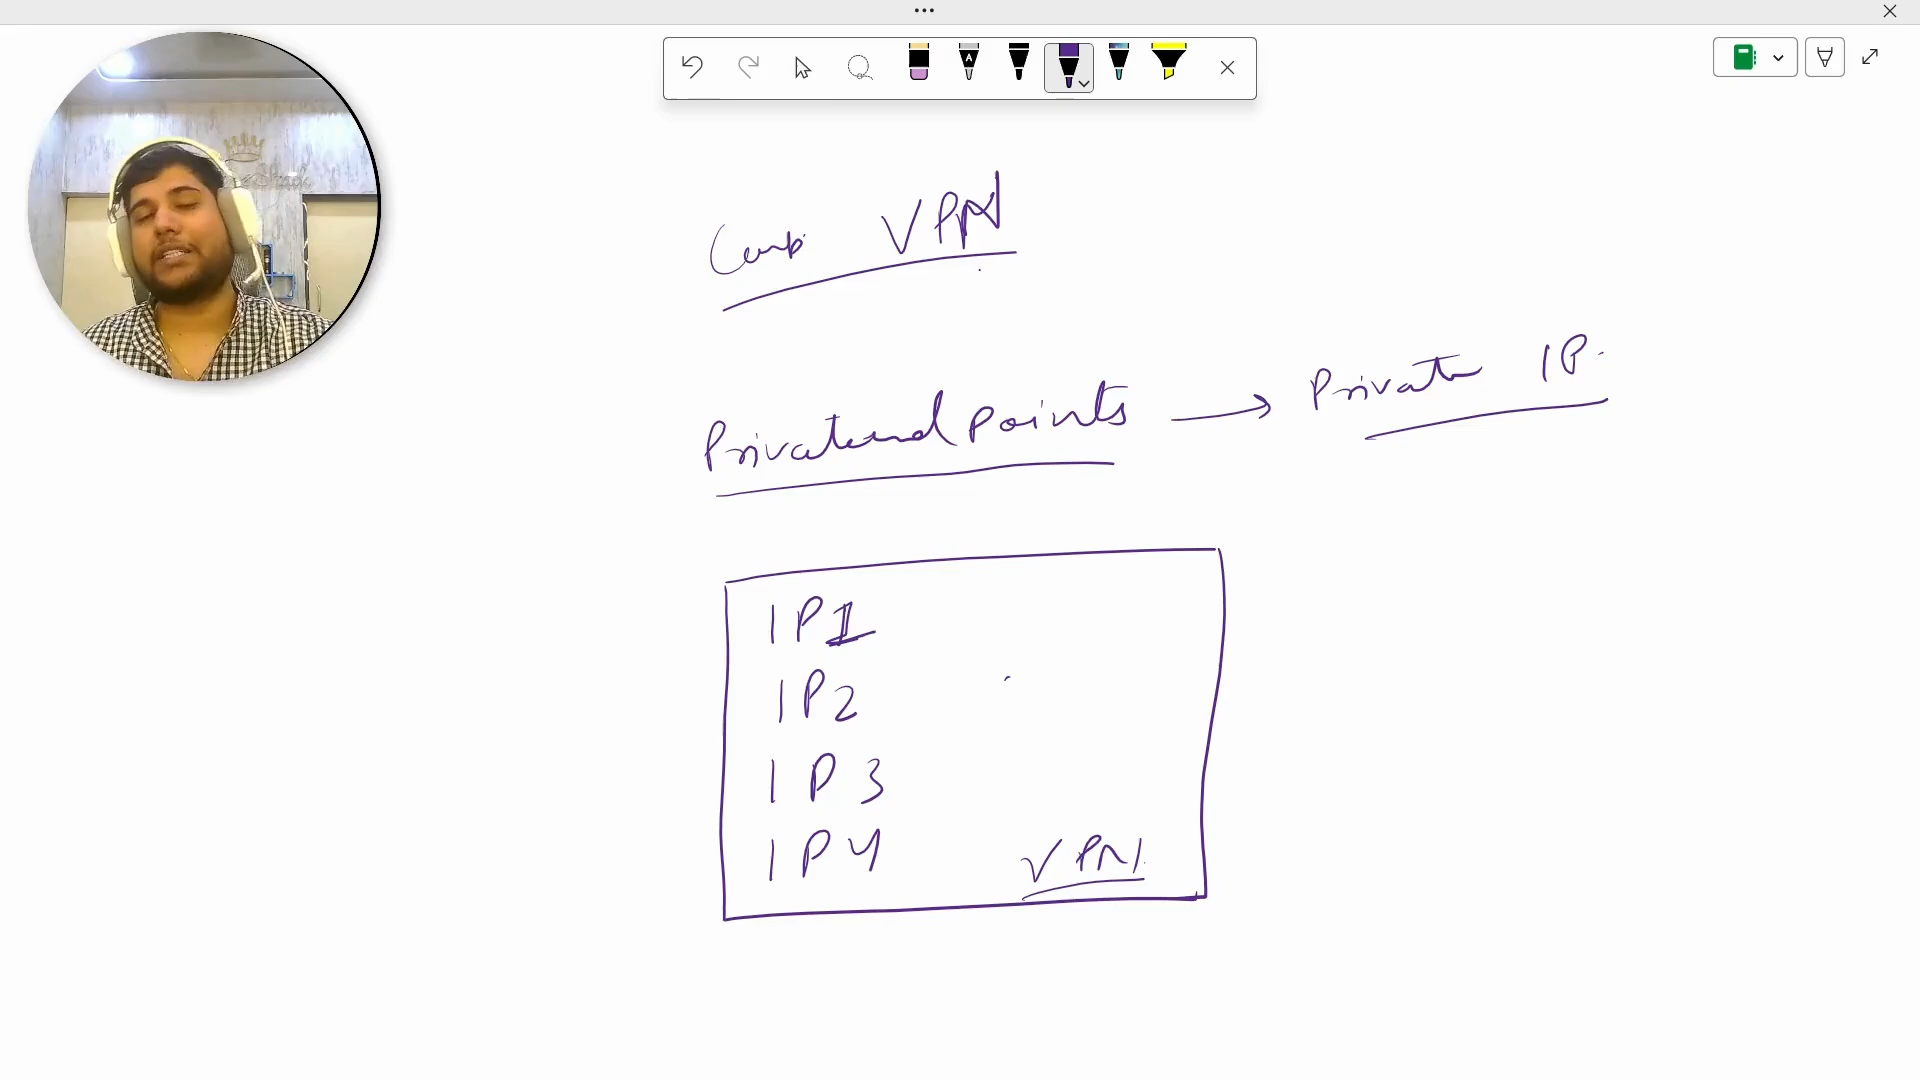 VPN
Privatend points → Private IP.
IP1
IP2
IP3
IP4
VPN